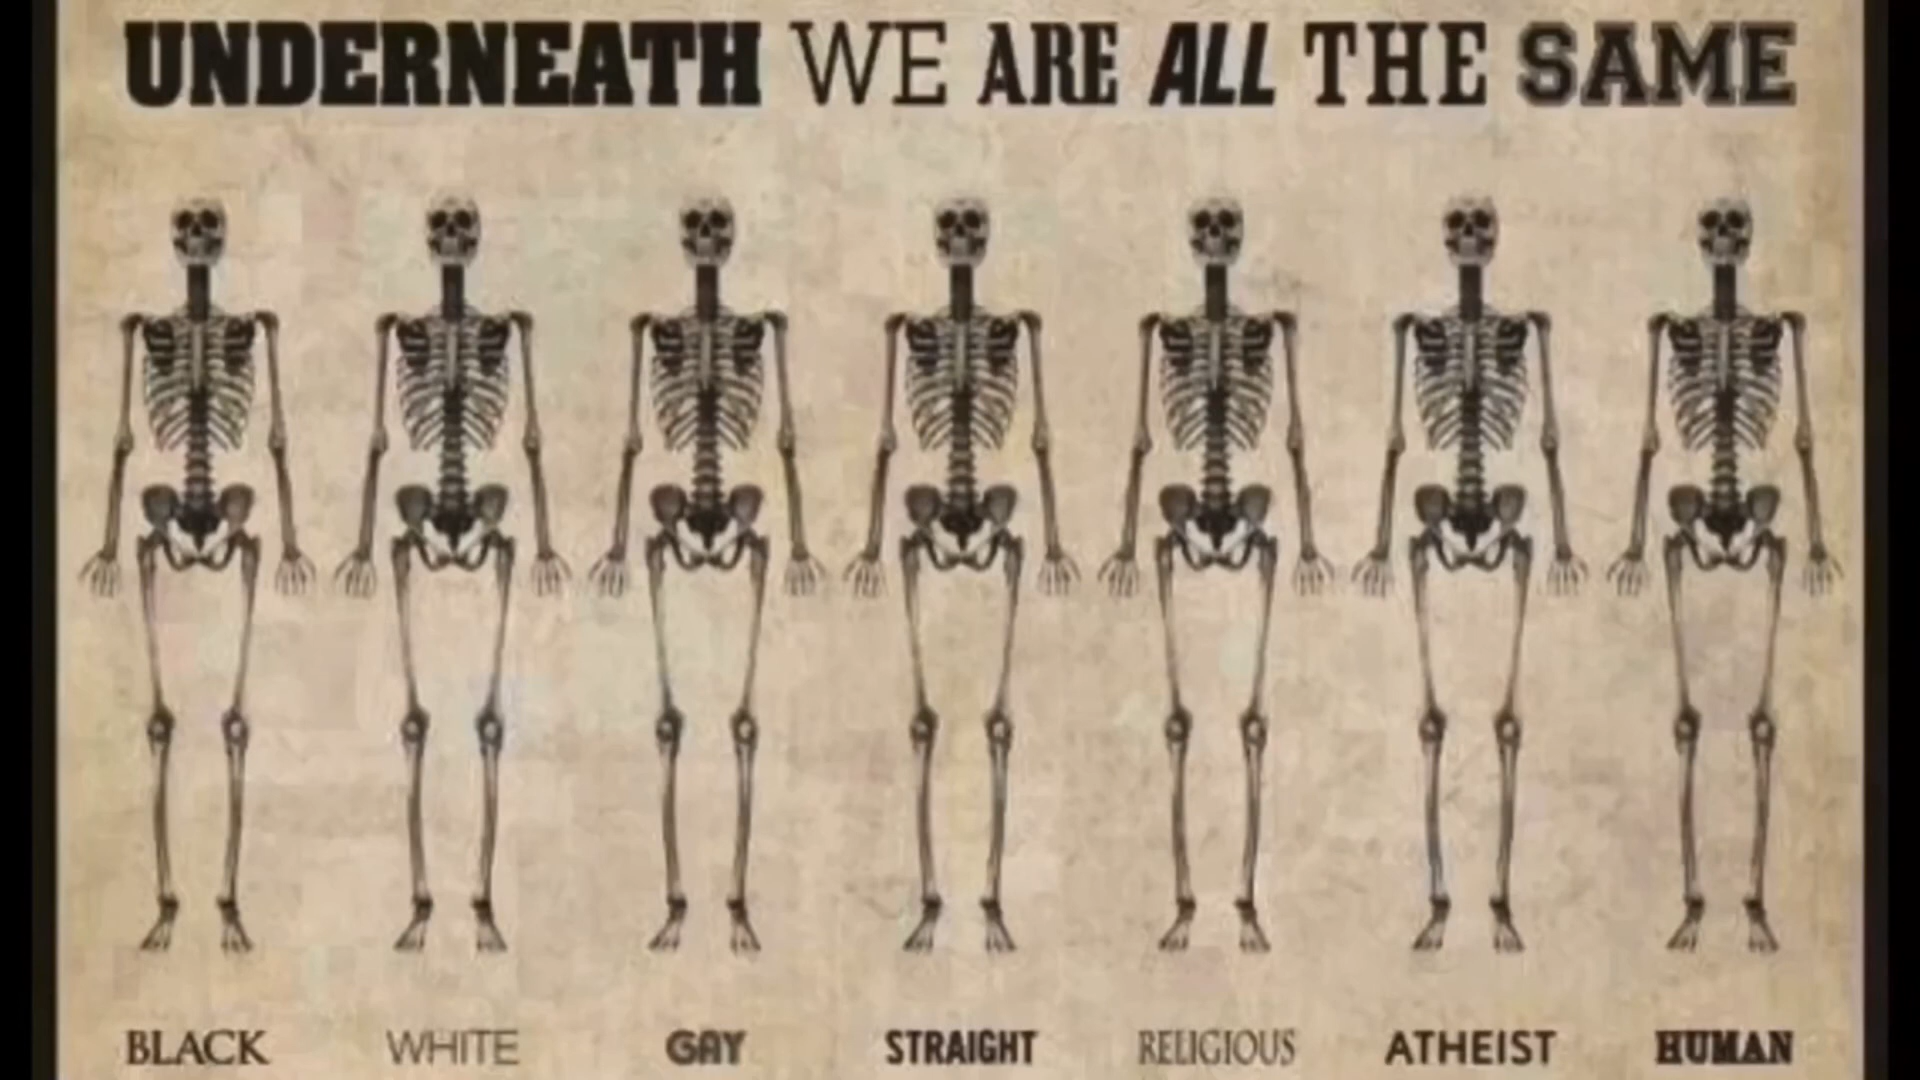 UNDERNEATH WE ARE ALL THE SAME
BLACK WHITE GAY STRAIGHT RELIGIOUS ATHEIST HUMAN